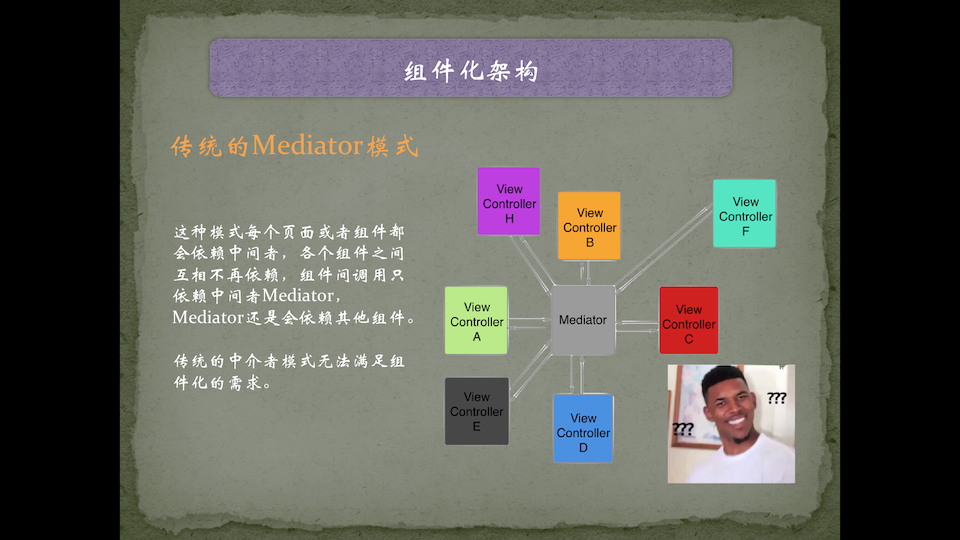 组件化架构
传统的Mediator模式
这种模式每个页面或者组件都
会依赖中间者，各个组件之间
互相不再依赖，组件间调用只
依赖中间者Mediator，
Mediator还是会依赖其他组件。
传统的中介者模式无法满足组
件化的需求。
View
Controller
H
View
Controller
B
View
Controller
F
View
Controller
A
Mediator
View
Controller
C
View
Controller
E
View
Controller
D
???
???